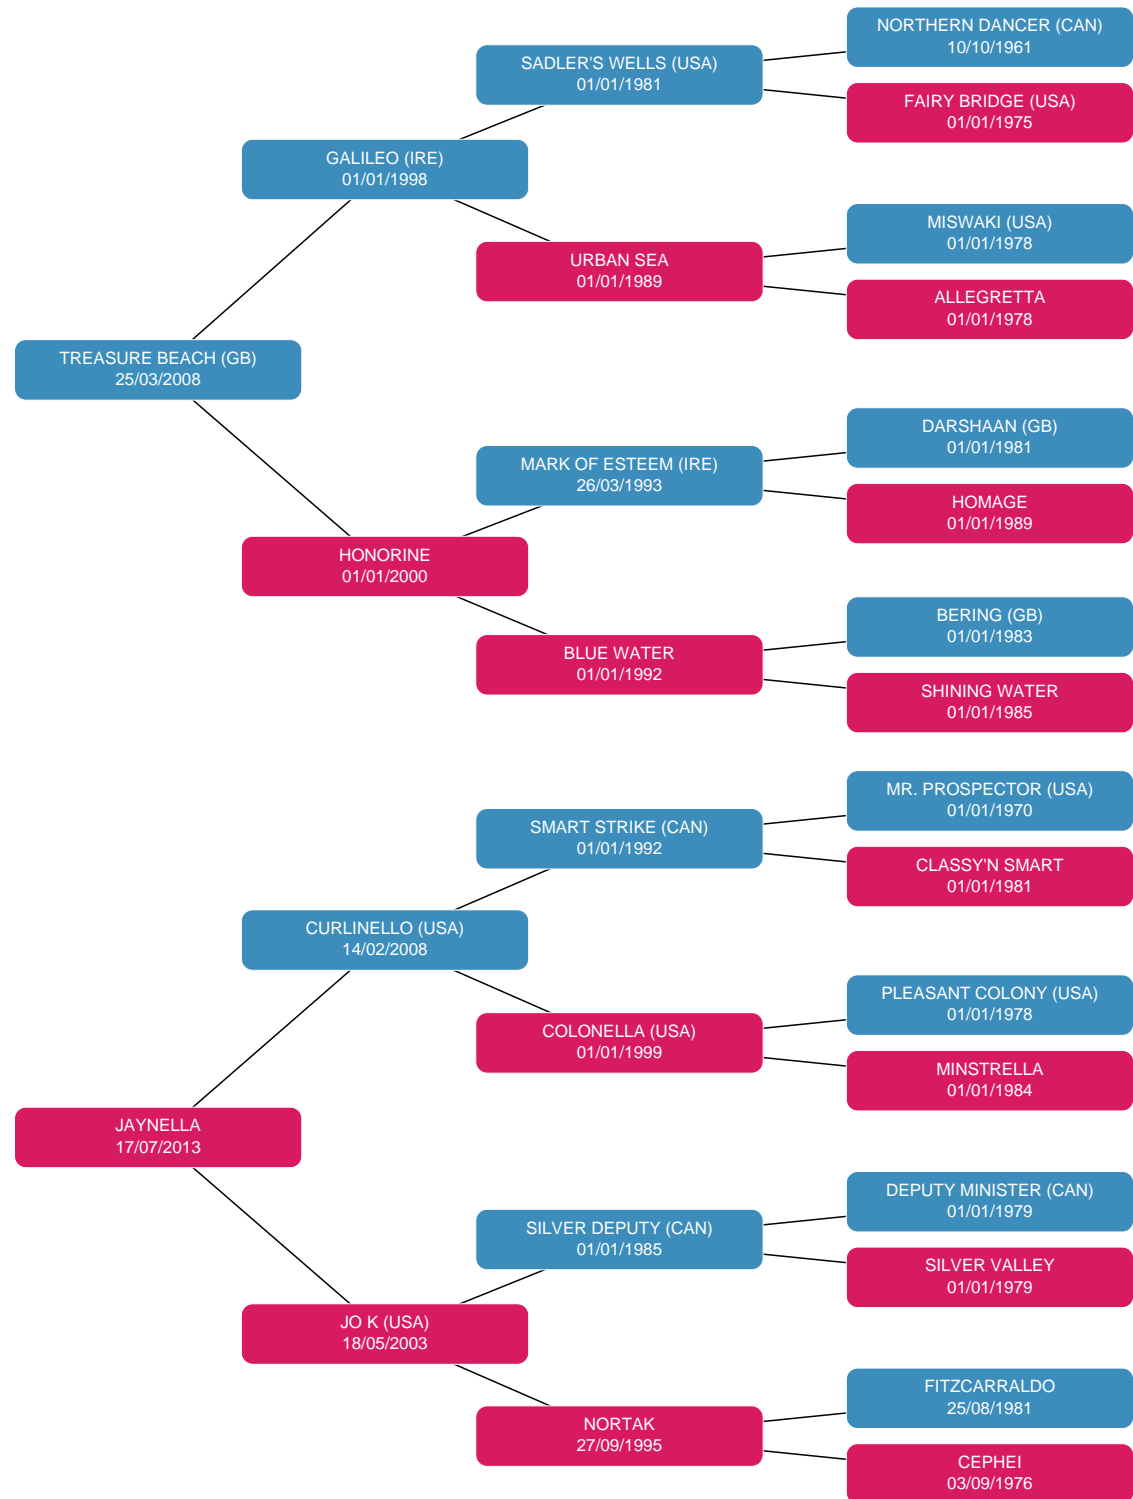 NORTHERN DANCER (CAN)
10/10/1961
SADLER'S WELLS (USA)
01/01/1981
FAIRY BRIDGE (USA)
01/01/1975
GALILEO (IRE)
01/01/1998
MISWAKI (USA)
01/01/1978
URBAN SEA
01/01/1989
ALLEGRETTA
01/01/1978
TREASURE BEACH (GB)
25/03/2008
DARSHAAN (GB)
01/01/1981
MARK OF ESTEEM (IRE)
26/03/1993
HOMAGE
01/01/1989
HONORINE
01/01/2000
BERING (GB)
01/01/1983
BLUE WATER
01/01/1992
SHINING WATER
01/01/1985
MR. PROSPECTOR (USA)
01/01/1970
SMART STRIKE (CAN)
01/01/1992
CLASSY'N SMART
01/01/1981
CURLINELLO (USA)
14/02/2008
PLEASANT COLONY (USA)
01/01/1978
COLONELLA (USA)
01/01/1999
MINSTRELLA
01/01/1984
JAYNELLA
17/07/2013
DEPUTY MINISTER (CAN)
01/01/1979
SILVER DEPUTY (CAN)
01/01/1985
SILVER VALLEY
01/01/1979
JO K (USA)
18/05/2003
FITZCARRALDO
25/08/1981
NORTAK
27/09/1995
CEPHEI
03/09/1976